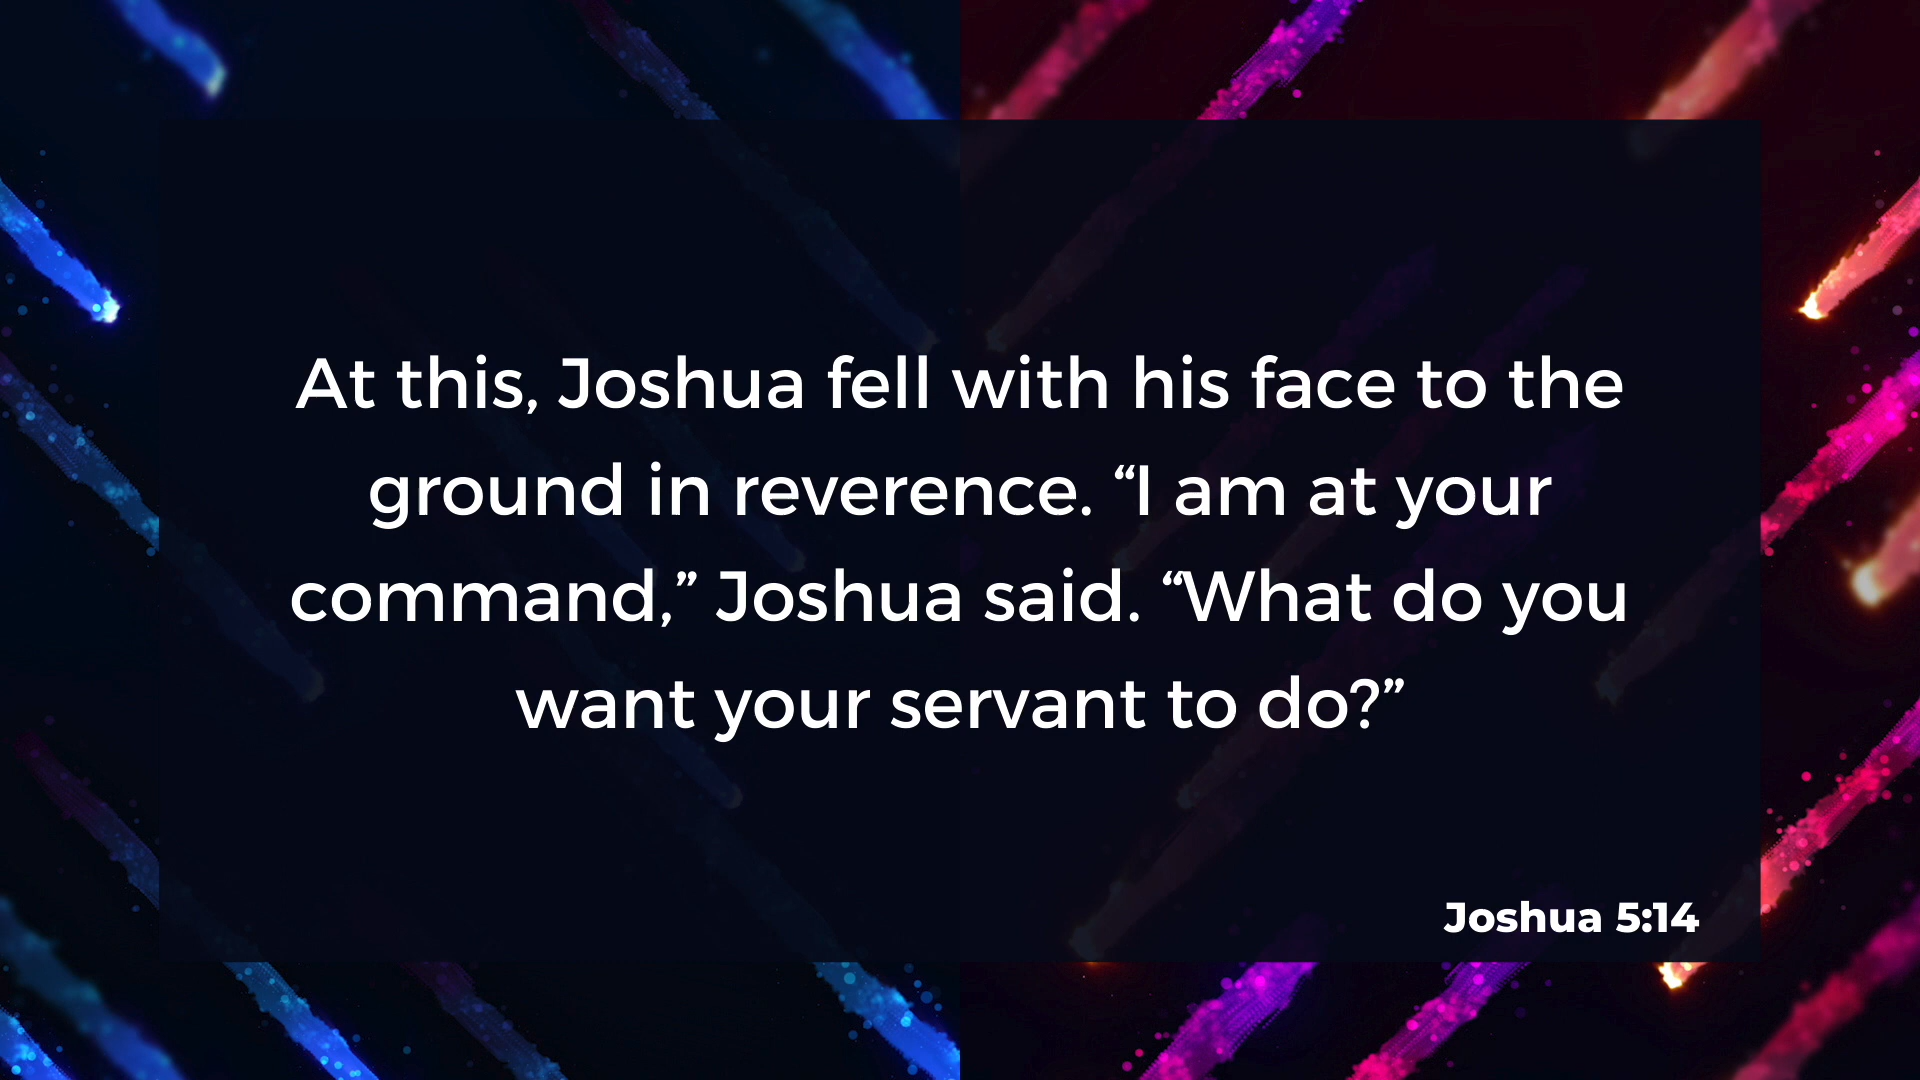 At this, Joshua fell with his face to the
ground in reverence. “I am at your
command,” Joshua said. “What do you
want your servant to do?”
Joshua 5:14